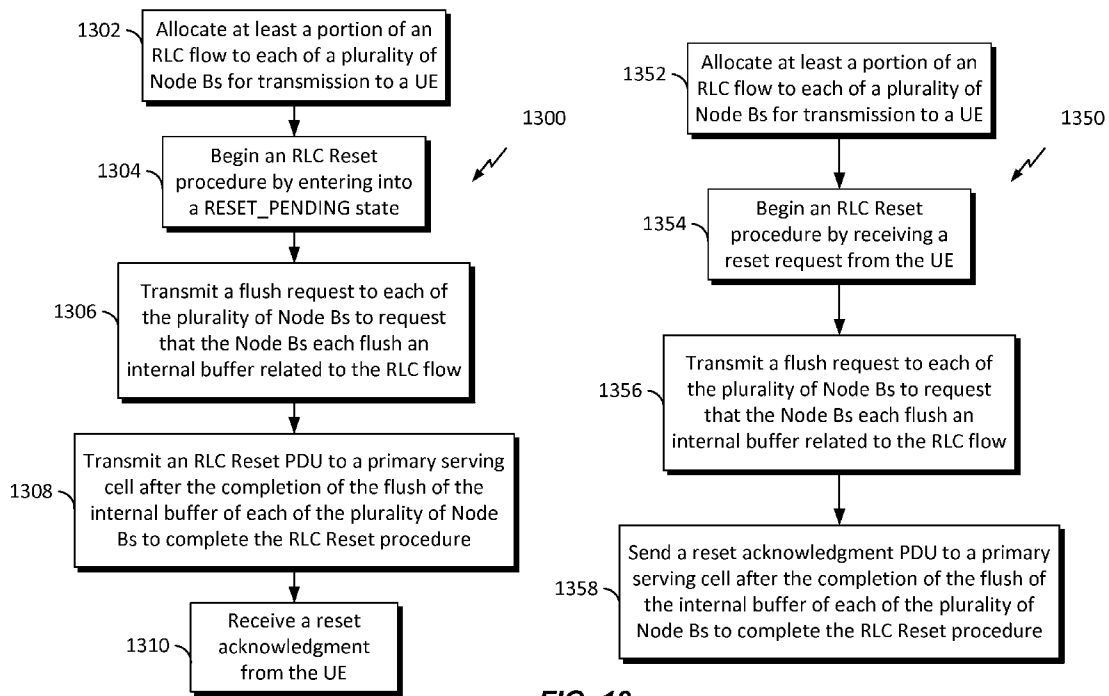 1302
Allocate at least a portion of an
RLC flow to each of a plurality of
Node Bs for transmission to a UE
1300
1304
Begin an RLC Reset
procedure by entering into
a RESET_PENDING state
1306
Transmit a flush request to each of
the plurality of Node Bs to request
that the Node Bs each flush an
internal buffer related to the RLC flow
1308
Transmit an RLC Reset PDU to a primary serving
cell after the completion of the flush of the
internal buffer of each of the plurality of Node
Bs to complete the RLC Reset procedure
1310
Receive a reset
acknowledgment
from the UE
1352
Allocate at least a portion of an
RLC flow to each of a plurality of
Node Bs for transmission to a UE
1350
1354
Begin an RLC Reset
procedure by receiving a
reset request from the UE
1356
Transmit a flush request to each of
the plurality of Node Bs to request
that the Node Bs each flush an
internal buffer related to the RLC flow
1358
Send a reset acknowledgment PDU to a primary
serving cell after the completion of the flush of
the internal buffer of each of the plurality of
Node Bs to complete the RLC Reset procedure
FIG.